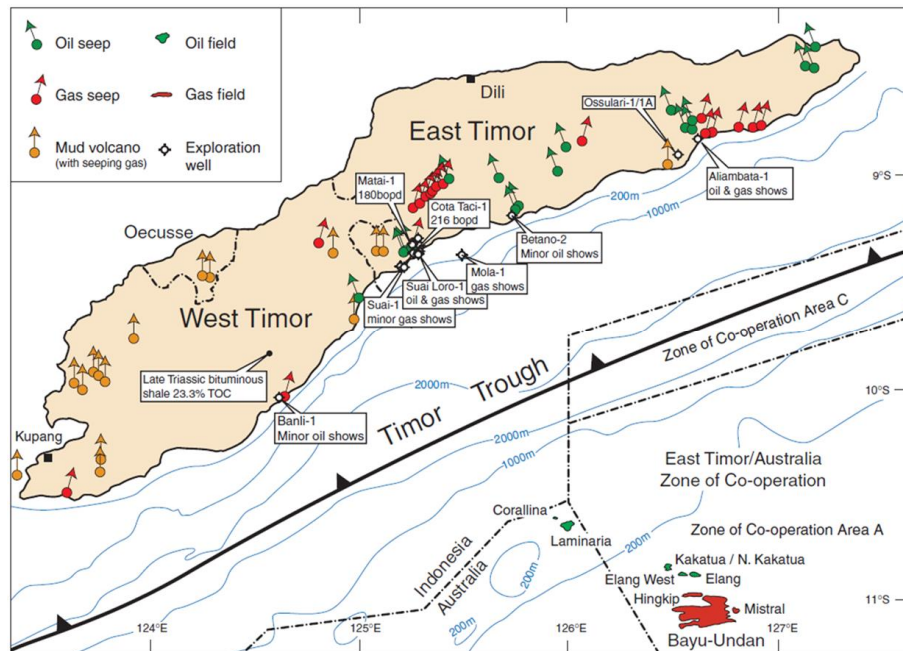 Oil seep
Oil field
Gas seep
Gas field
Mud volcano
(with seeping gas)
Exploration
well
Dili
East Timor
Ossulari-1/1A
Aliambata-1
oil & gas shows
9°S
200m
1000m
Matai-1
180bopd
Cota Taci-1
216 bopd
Betano-2
Minor oil shows
Mola-1
gas shows
Suai Loro-1
oil & gas shows
Suai-1
minor gas shows
Oecusse
West Timor
Late Triassic bituminous
shale 23.3% TOC
Banli-1
Minor oil shows
Kupang
Timor Trough
Zone of Co-operation Area C
2000m
2000m
1000m
10°S
East Timor/Australia
Zone of Co-operation
Corallina
Laminaria
Zone of Co-operation Area A
200m
Kakatua / N. Kakatua
Elang West
Elang
Hingkip
Mistral
Bayu-Undan
Indonesia
Australia
200m
200m
11°S
124°E
125°E
126°E
127°E